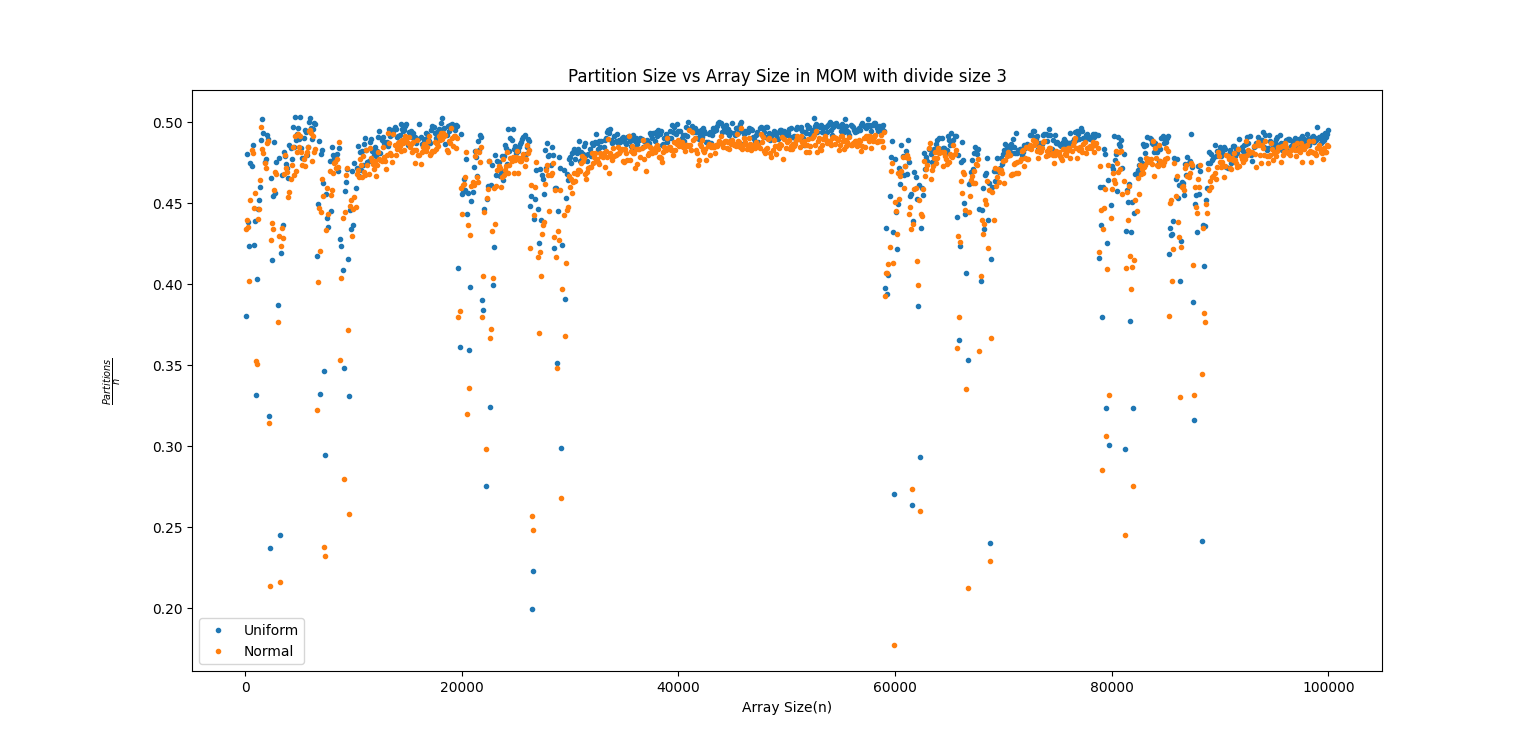 Partition Size vs Array Size in MOM with divide size 3
0.50
0.45
0.40
0.35
0.30
0.25
0.20
Partitions
n
Uniform
Normal
0 20000 40000 60000 80000 100000
Array Size(n)